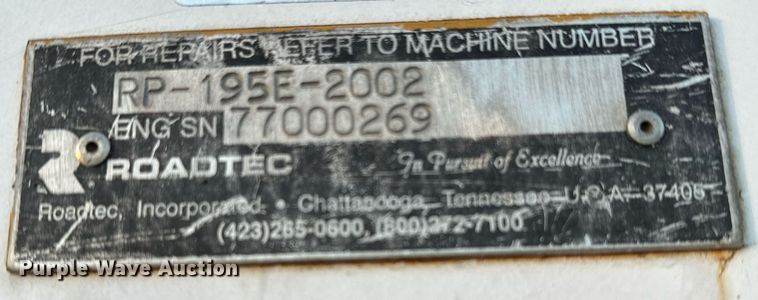 FOR REPAIRS REFER TO MACHINE NUMBER
RP-195E-2002
ENG SN 77000269
ROADTEC In Pursuit of Excellence
Roadtec, Incorporated • Chattanooga, Tennessee U.S.A. 37405
(423)265-0600, (800)272-7100
Purple Wave Auction